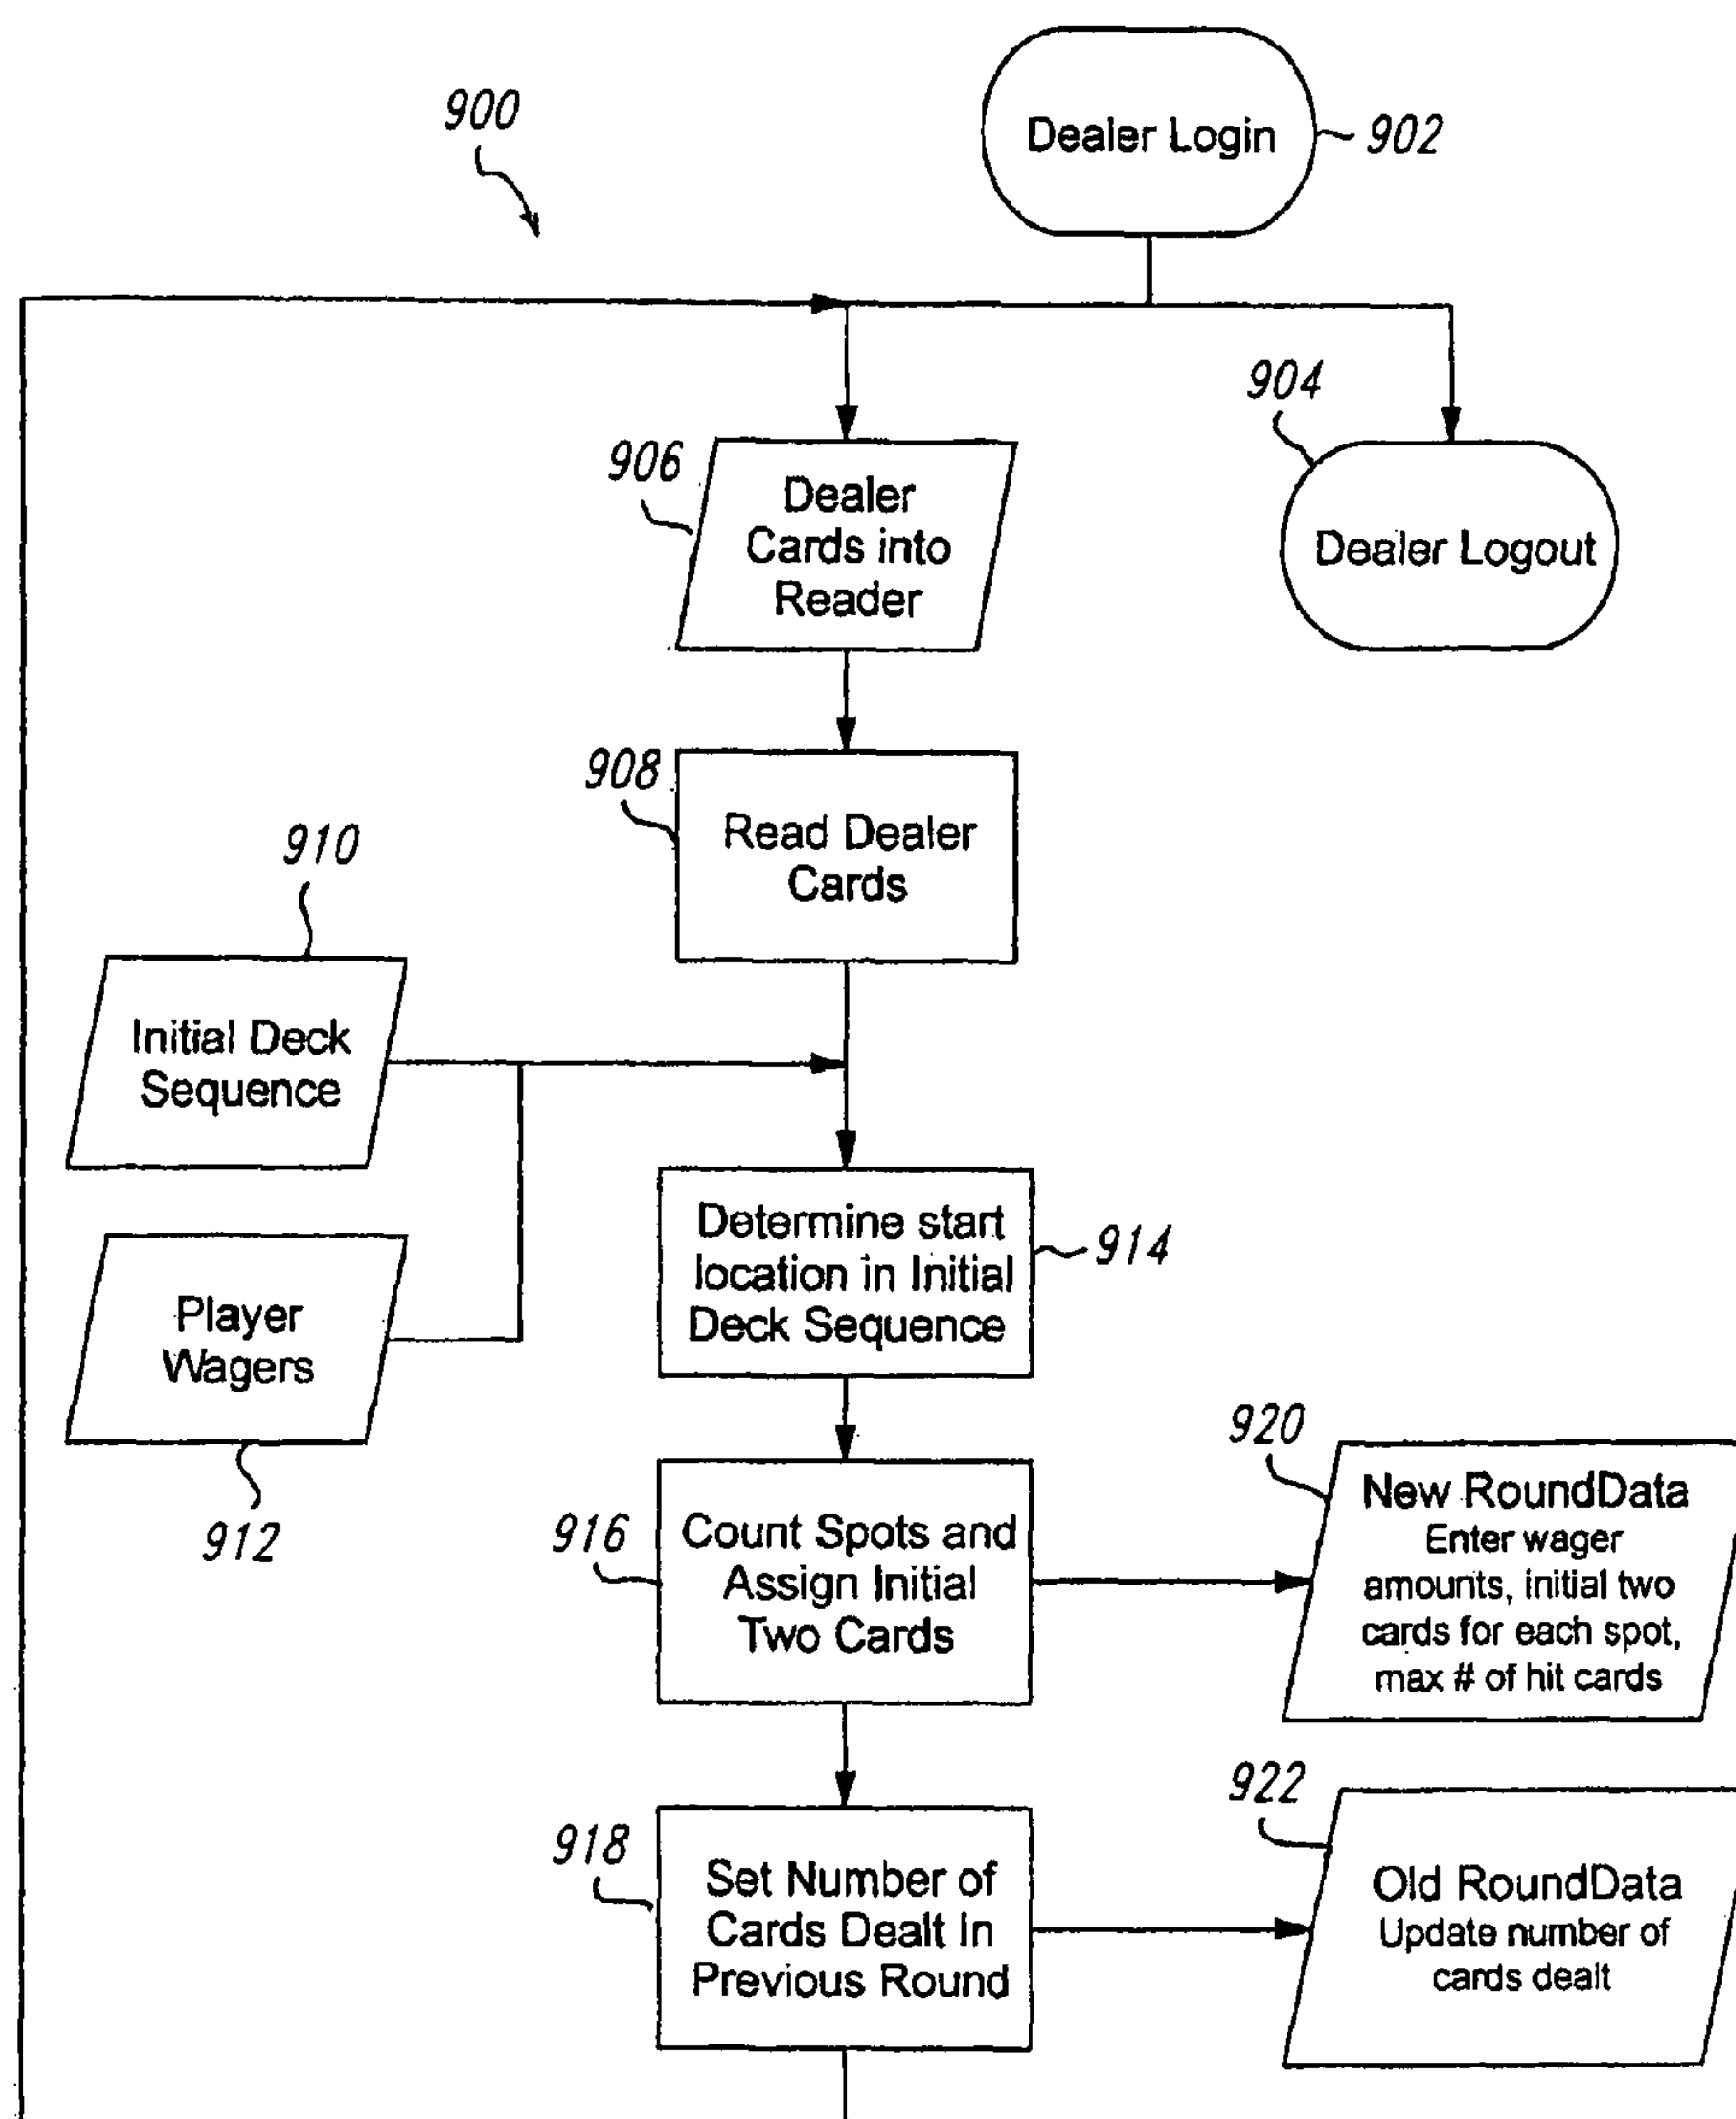 900
Dealer Login
902
904
Dealer Logout
906
Dealer
Cards into
Reader
908
Read Dealer
Cards
910
Initial Deck
Sequence
Player
Wagers
912
Determine start
location in Initial
Deck Sequence
914
916
Count Spots and
Assign Initial
Two Cards
920
New RoundData
Enter wager
amounts, initial two
cards for each spot,
max # of hit cards
918
Set Number of
Cards Dealt in
Previous Round
922
Old RoundData
Update number of
cards dealt